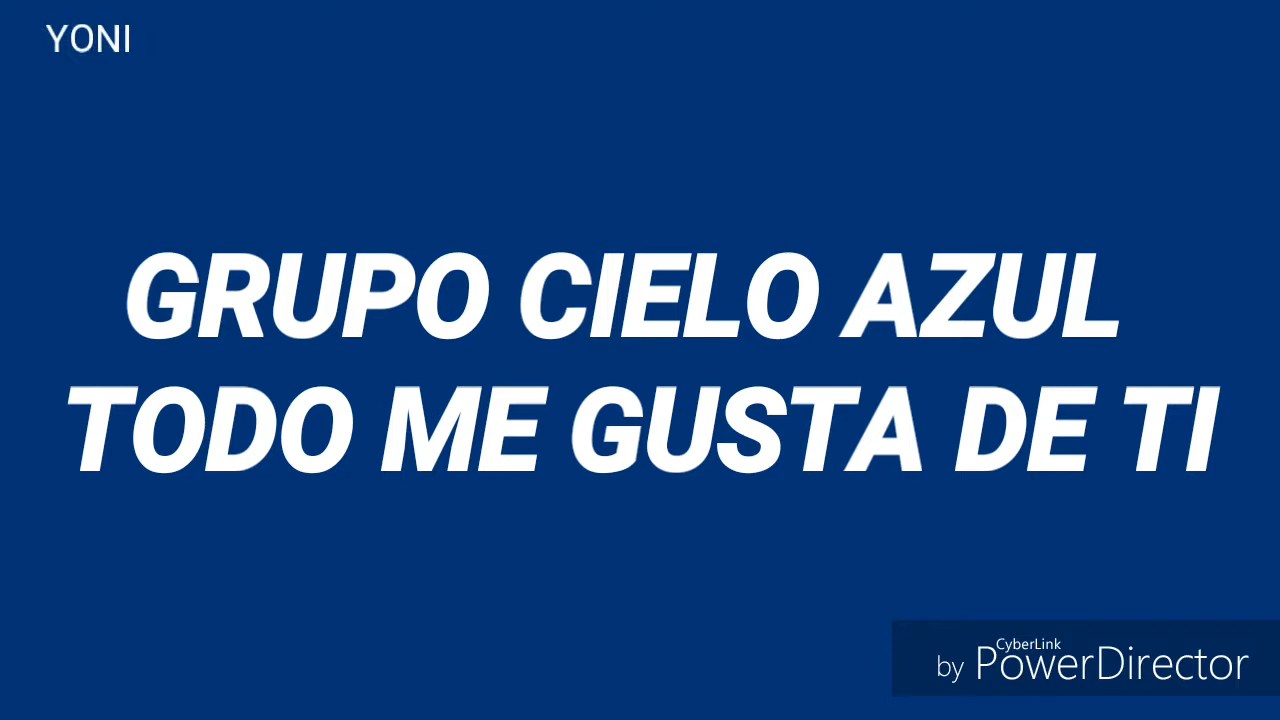 YONI
GRUPO CIELO AZUL
TODO ME GUSTA DE TI
CyberLink
by PowerDirector